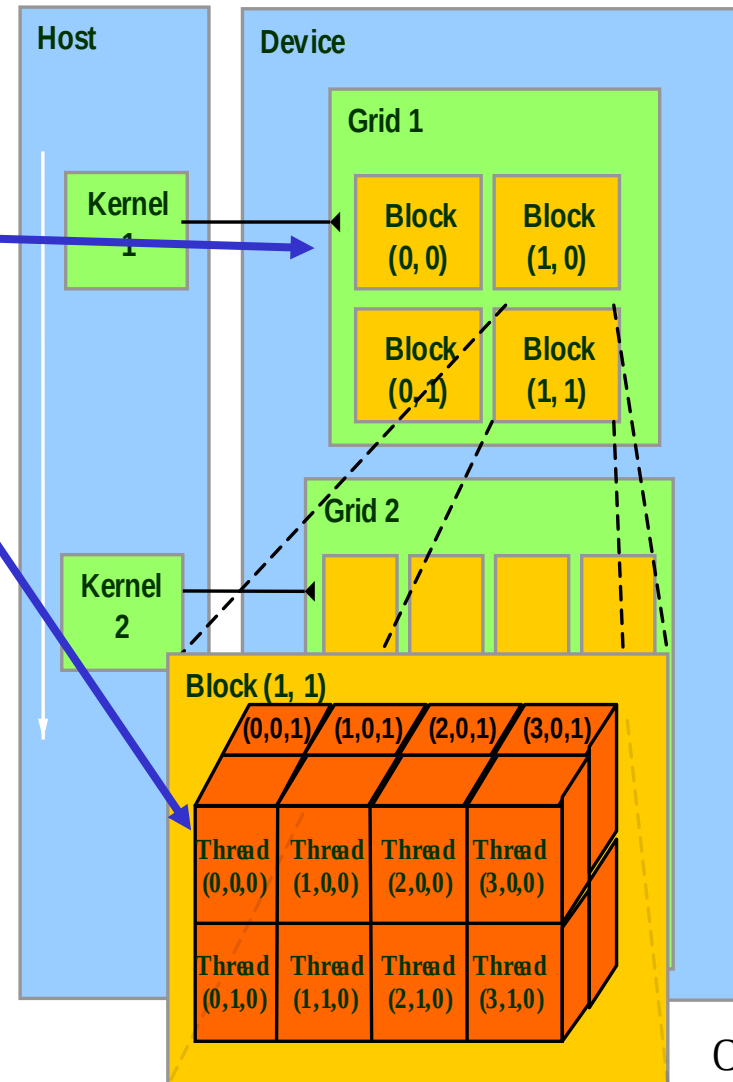 Host
Device
Grid 1
Kernel
1
Block
(0, 0)
Block
(1, 0)
Block
(0, 1)
Block
(1, 1)
Grid 2
Kernel
2
Block (1, 1)
(0,0,1) (1,0,1) (2,0,1) (3,0,1)
Thread
(0,0,0)
Thread
(1,0,0)
Thread
(2,0,0)
Thread
(3,0,0)
Thread
(0,1,0)
Thread
(1,1,0)
Thread
(2,1,0)
Thread
(3,1,0)